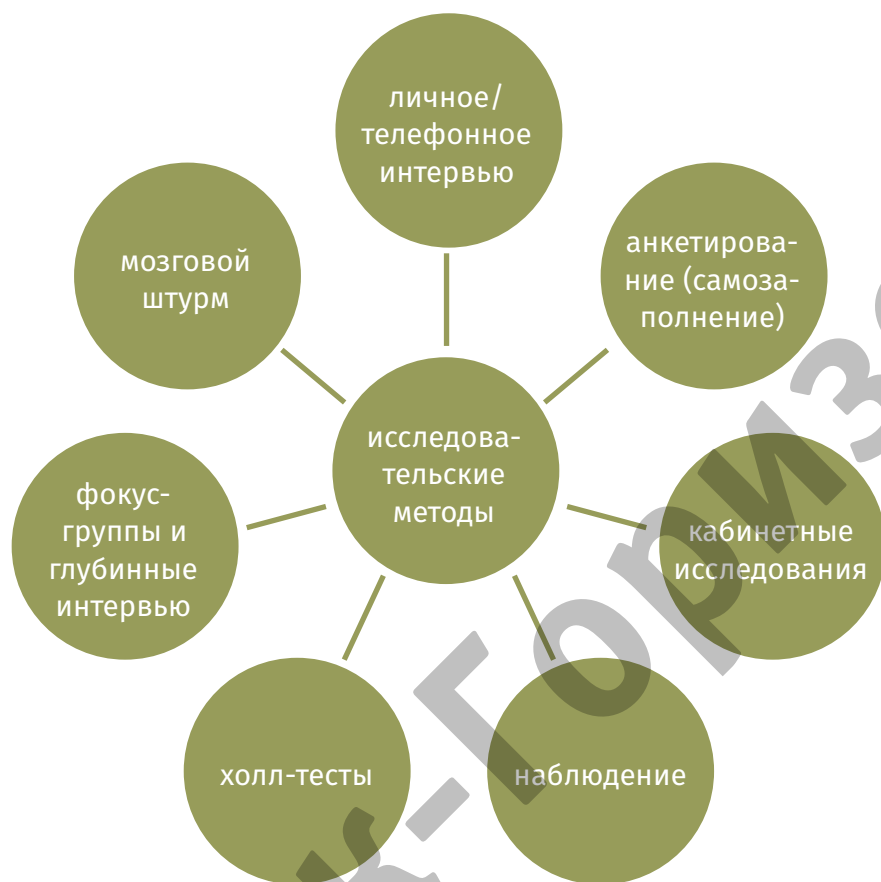 личное/
телефонное
интервью
анкетирова-
ние (самоза-
полнение)
мозговой
штурм
исследова-
тельские
методы
кабинетные
исследования
фокус-
группы и
глубинные
интервью
холл-тесты
наблюдение